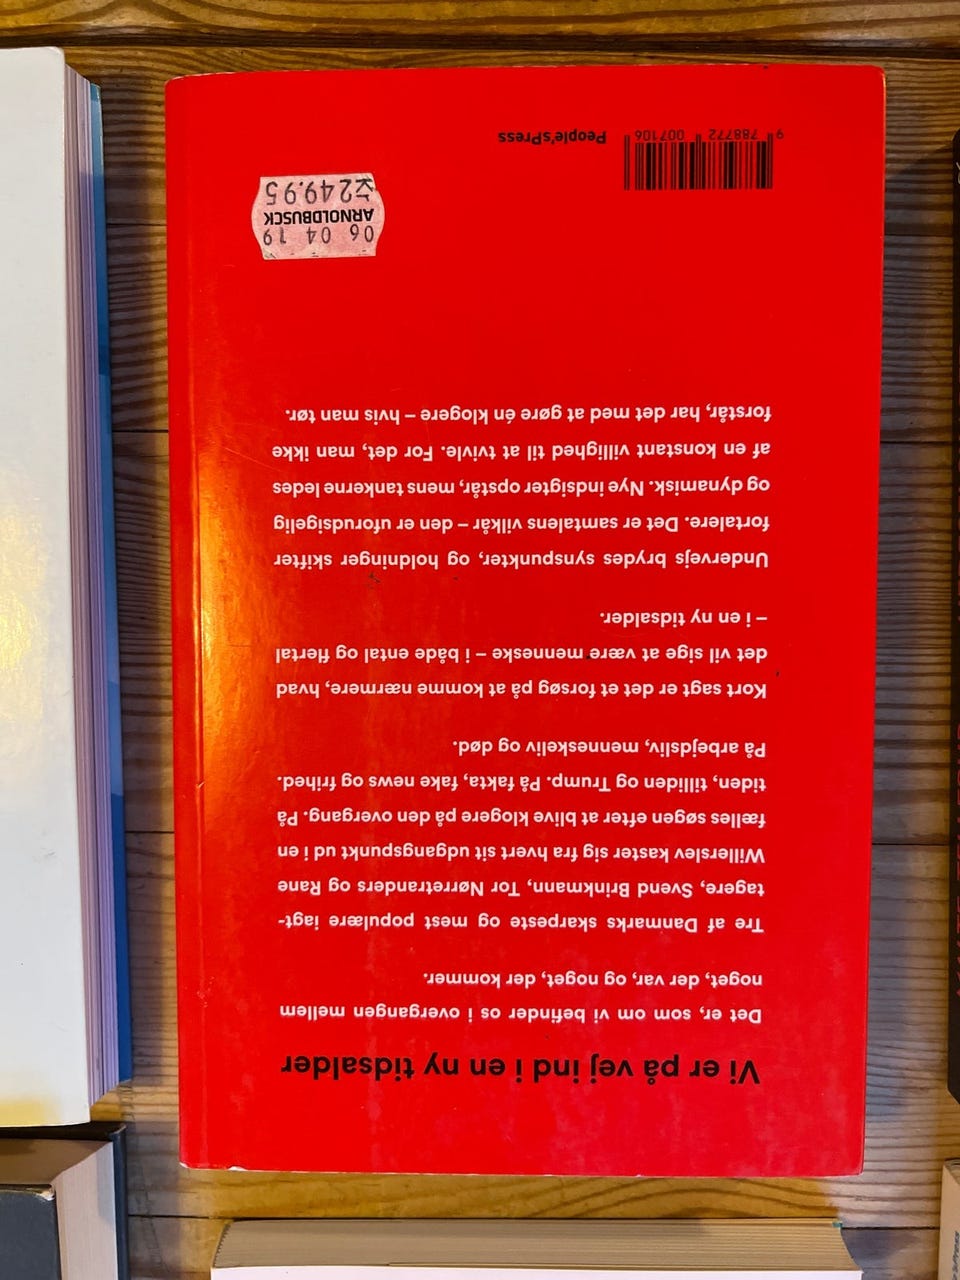 Vi er på vej ind i en ny tidsalder
Det er, som om vi befinder os i overgangen mellem
noget, der var, og noget, der kommer.
Tre af Danmarks skarpeste og mest populære iagt-
tagere, Svend Brinkmann, Tor Nørretranders og Rane
Willerslev kaster sig fra hvert sit udgangspunkt ud i en
fælles søgen efter at blive klogere på den overgang. På
tiden, tilliden og Trump. På fakta, fake news og frihed.
På arbejdsliv, menneskeliv og død.
Kort sagt er det et forsøg på at komme nærmere, hvad
det vil sige at være menneske – i både ental og flertal
– i en ny tidsalder.
Undervejs brydes synspunkter, og holdninger skifter
fortalere. Det er samtalens vilkår – den er uforudsigelig
og dynamisk. Nye indsigter opstår, mens tankerne ledes
af en konstant villighed til at tvivle. For det, man ikke
forstår, har det med at gøre én klogere – hvis man tør.
06 04 19
ARNOLDBUSCK
249.95
People'sPress
9 788772 007106